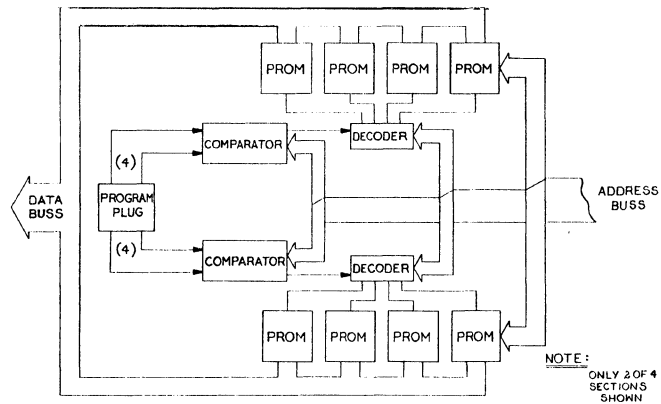 PROM PROM PROM PROM
COMPARATOR
DECODER
(4)
PROGRAM
PLUG
DATA
BUSS
ADDRESS
BUSS
(4)
COMPARATOR
DECODER
PROM PROM PROM PROM
NOTE:
ONLY 2 OF 4
SECTIONS
SHOWN